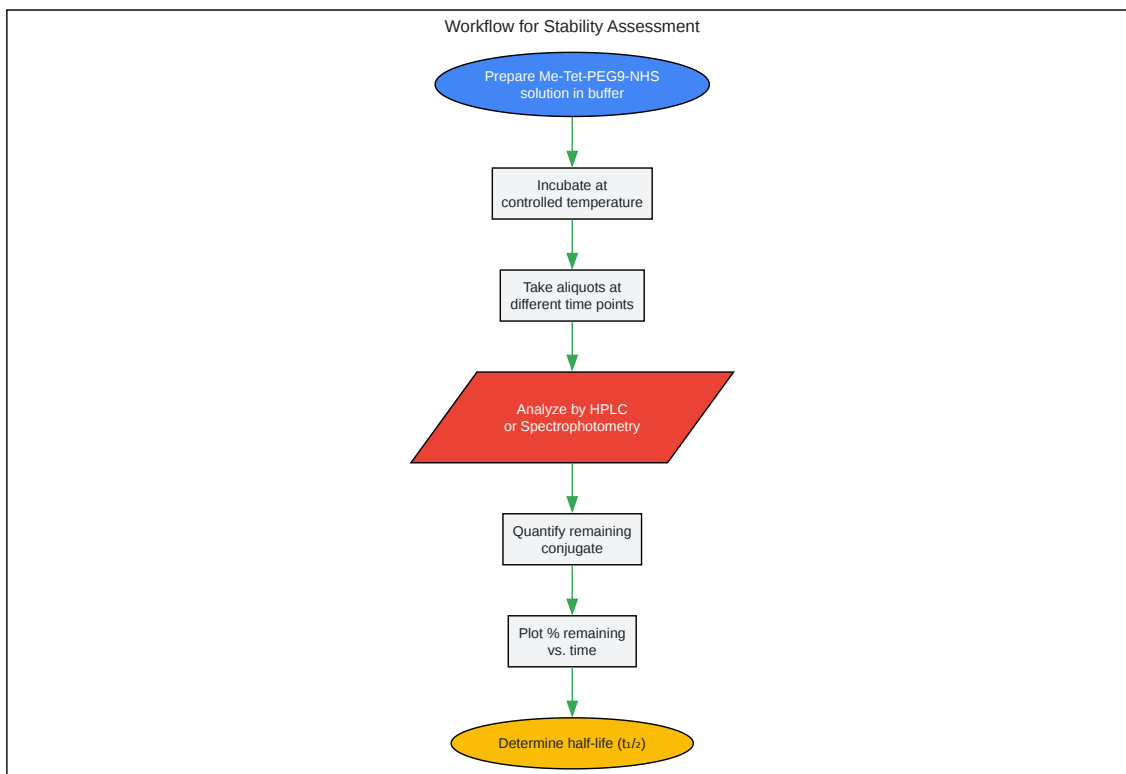 Workflow for Stability Assessment
Prepare Me-Tet-PEG9-NHS
solution in buffer
Incubate at
controlled temperature
Take aliquots at
different time points
Analyze by HPLC
or Spectrophotometry
Quantify remaining
conjugate
Plot % remaining
vs. time
Determine half-life (t₁/₂)